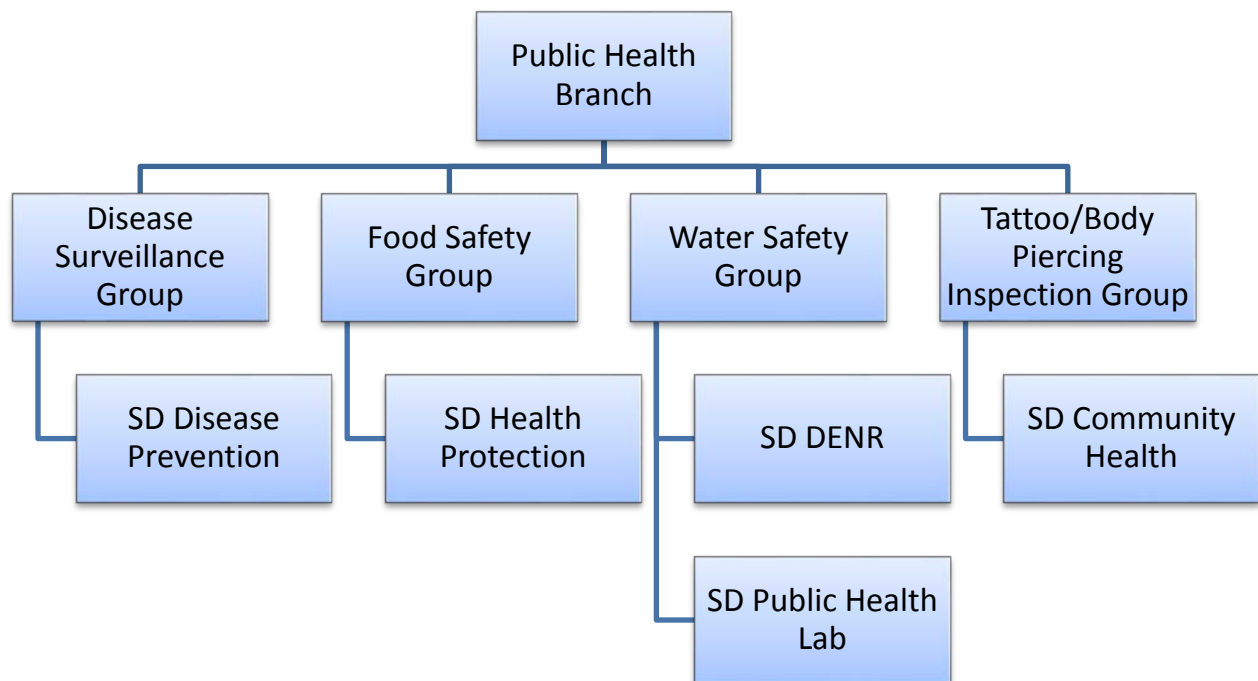 Public Health
Branch
Disease
Surveillance
Group
Food Safety
Group
Water Safety
Group
Tattoo/Body
Piercing
Inspection Group
SD Disease
Prevention
SD Health
Protection
SD DENR
SD Community
Health
SD Public Health
Lab